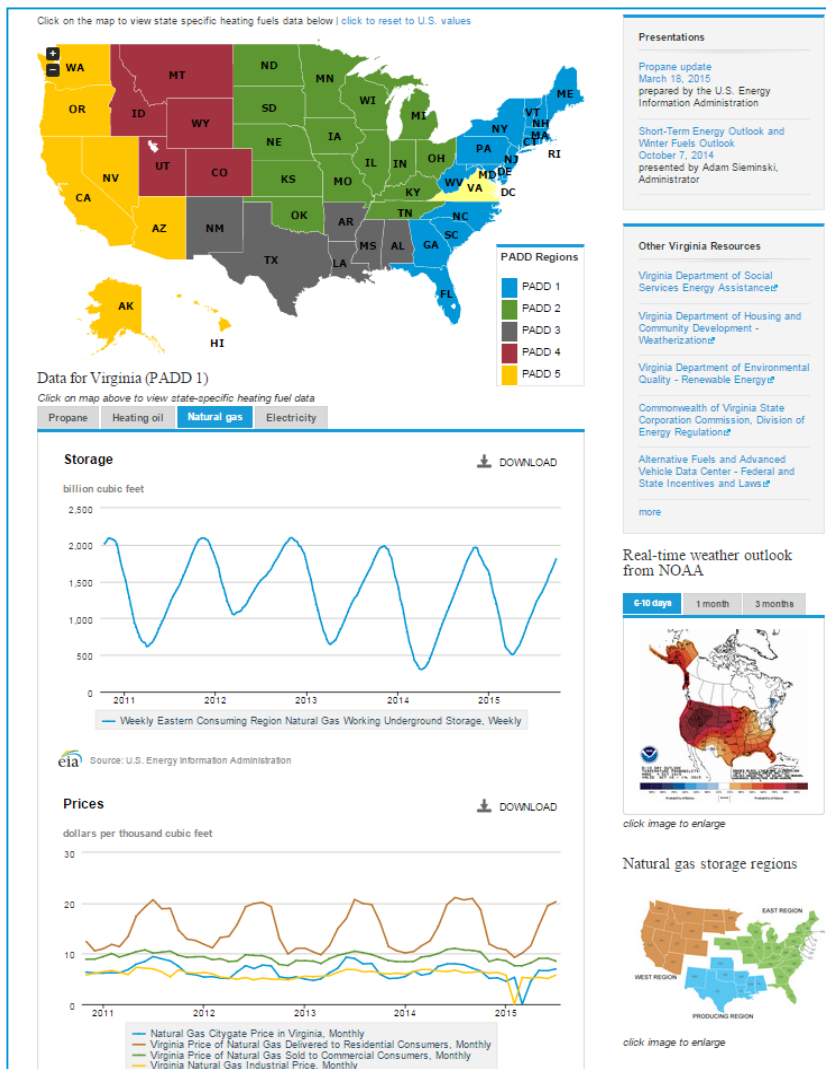 Click on the map to view state specific heating fuels data below | click to reset to U.S. values
+
−
WA
MT
ND
MN
ME
OR
ID
SD
WI
MI
VT
NH
NY
MA
CT
RI
WY
IA
PA
NJ
NE
IL
IN
OH
MD
DE
NV
UT
CO
WV
VA
DC
KS
MO
KY
CA
NC
TN
AZ
NM
OK
AR
SC
TX
MS
AL
GA
LA
FL
AK
HI
PADD Regions
PADD 1
PADD 2
PADD 3
PADD 4
PADD 5
Data for Virginia (PADD 1)
Click on map above to view state-specific heating fuel data
Propane
Heating oil
Natural gas
Electricity
Storage
DOWNLOAD
billion cubic feet
2,500
2,000
1,500
1,000
500
0
2011
2012
2013
2014
2015
Weekly Eastern Consuming Region Natural Gas Working Underground Storage, Weekly
eia
Source: U.S. Energy Information Administration
Prices
DOWNLOAD
dollars per thousand cubic feet
30
20
10
0
2011
2012
2013
2014
2015
Natural Gas Citygate Price in Virginia, Monthly
Virginia Price of Natural Gas Delivered to Residential Consumers, Monthly
Virginia Price of Natural Gas Sold to Commercial Consumers, Monthly
Virginia Natural Gas Industrial Price, Monthly
Presentations
Propane update
March 18, 2015
prepared by the U.S. Energy
Information Administration
Short-Term Energy Outlook and
Winter Fuels Outlook
October 7, 2014
presented by Adam Sieminski,
Administrator
Other Virginia Resources
Virginia Department of Social
Services Energy Assistance
Virginia Department of Housing and
Community Development -
Weatherization
Virginia Department of Environmental
Quality - Renewable Energy
Commonwealth of Virginia State
Corporation Commission, Division of
Energy Regulation
Alternative Fuels and Advanced
Vehicle Data Center - Federal and
State Incentives and Laws
more
Real-time weather outlook
from NOAA
6-10 days
1 month
3 months
click image to enlarge
Natural gas storage regions
EAST REGION
WEST REGION
PRODUCING REGION
click image to enlarge